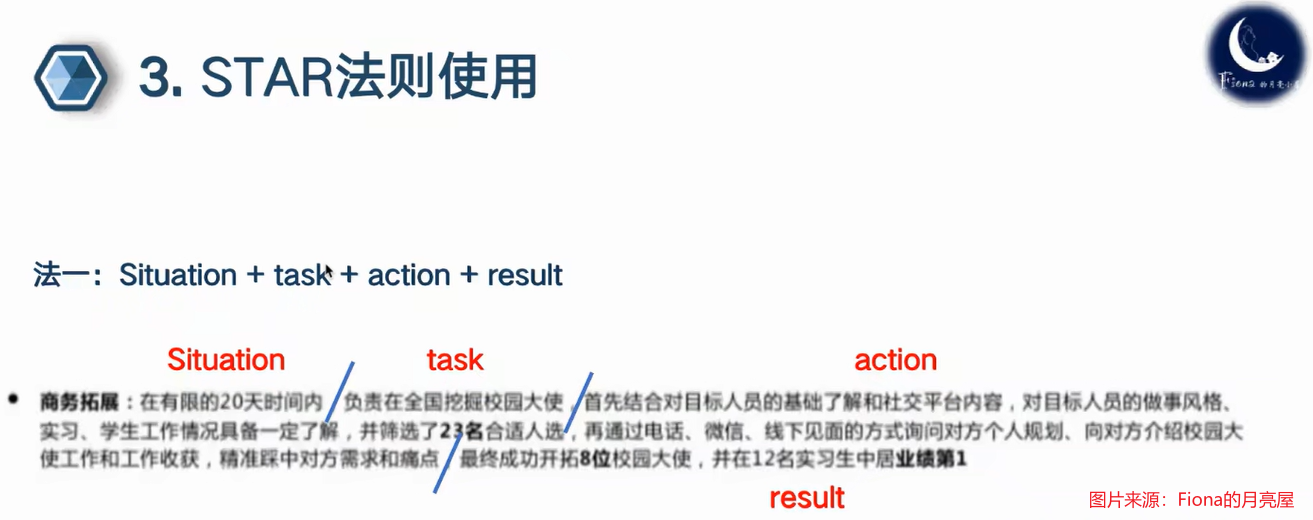 3. STAR法则使用
Fiona 的月亮小屋
法一：Situation + task + action + result
Situation
task
action
商务拓展：在有限的20天时间内，负责在全国挖掘校园大使，首先结合对目标人员的基础了解和社交平台内容，对目标人员的做事风格、
实习、学生工作情况具备一定了解，并筛选了23名合适人选，再通过电话、微信、线下见面的方式询问对方个人规划、向对方介绍校园大
使工作和工作收获，精准踩中对方需求和痛点，最终成功开拓8位校园大使，并在12名实习生中居业绩第1
result
图片来源：Fiona的月亮屋